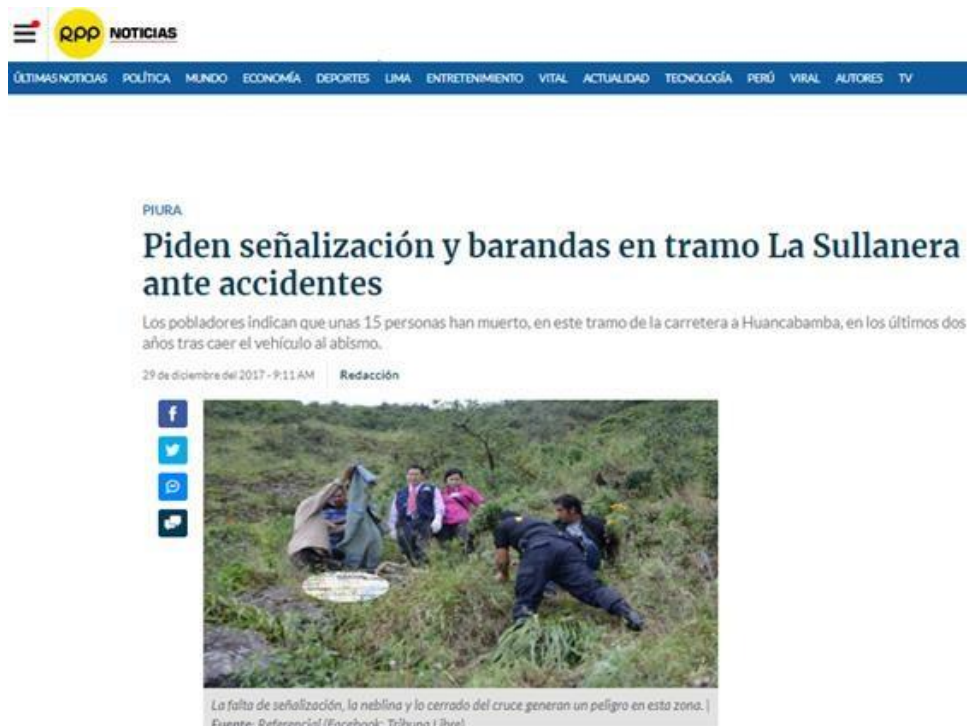 RPP NOTICIAS
ÚLTIMAS NOTICIAS POLÍTICA MUNDO ECONOMÍA DEPORTES LIMA ENTRETENIMIENTO VITAL ACTUALIDAD TECNOLOGÍA PERÚ VIRAL AUTORES TV
PIURA
Piden señalización y barandas en tramo La Sullanera
ante accidentes
Los pobladores indican que unas 15 personas han muerto, en este tramo de la carretera a Huancabamba, en los últimos dos
años tras caer el vehículo al abismo.
29 de diciembre del 2017 - 9:11 AM Redacción
La falta de señalización, la neblina y lo cerrado del cruce generan un peligro en esta zona. |
Fuente: Referencial (Facebook: Tribuna Libre)